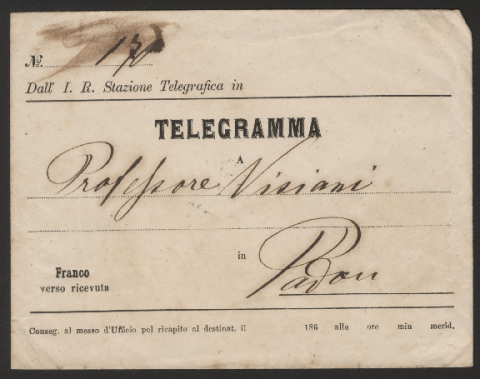 №. 17
Dall' I. R. Stazione Telegrafica in
TELEGRAMMA
A
Professore Visiani
in
Padova
Franco
verso ricevuta
Conseg. al messo d'Ufficio pel ricapito al destinat. il 186 alle ore min merid.